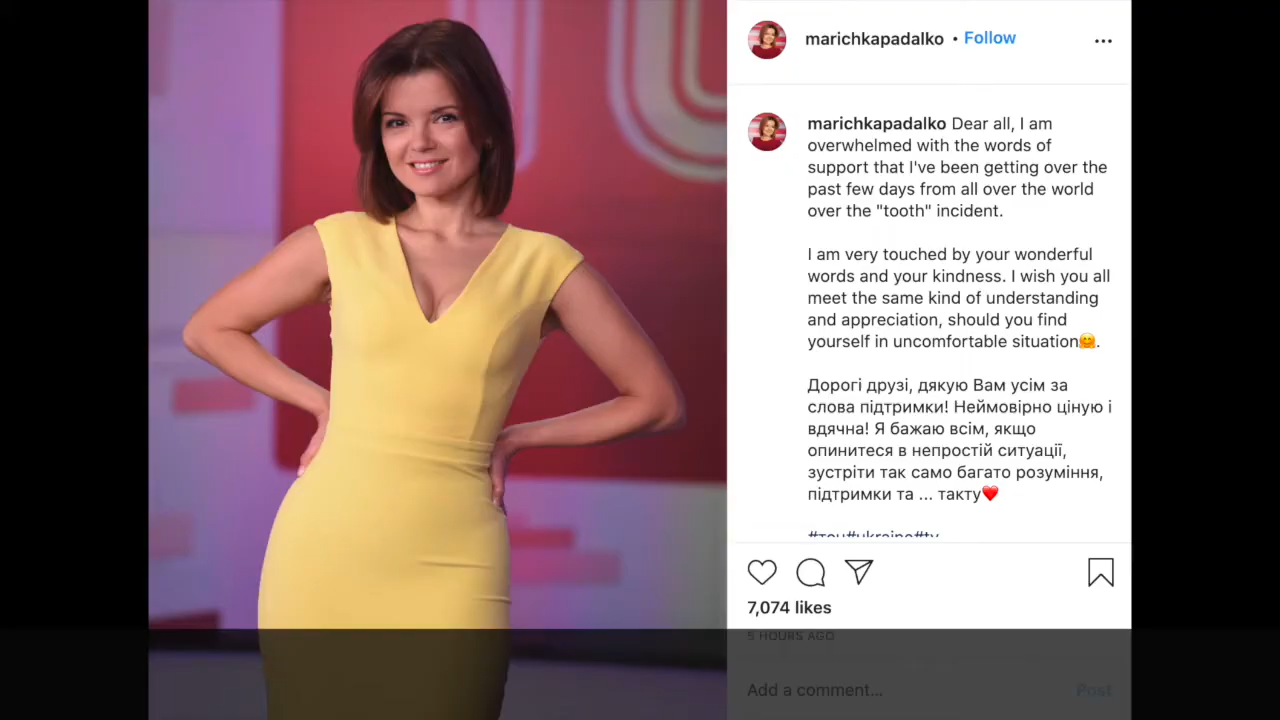 marichkapadalko • Follow
marichkapadalko Dear all, I am
overwhelmed with the words of
support that I've been getting over the
past few days from all over the world
over the "tooth" incident.
I am very touched by your wonderful
words and your kindness. I wish you all
meet the same kind of understanding
and appreciation, should you find
yourself in uncomfortable situation🤗.
Дорогі друзі, дякую Вам усім за
слова підтримки! Неймовірно ціную і
вдячна! Я бажаю всім, якщо
опинитеся в непростій ситуації,
зустріти так само багато розуміння,
підтримки та ... такту❤️
#тсн#ukraine#tv
7,074 likes
5 HOURS AGO
Add a comment...
Post